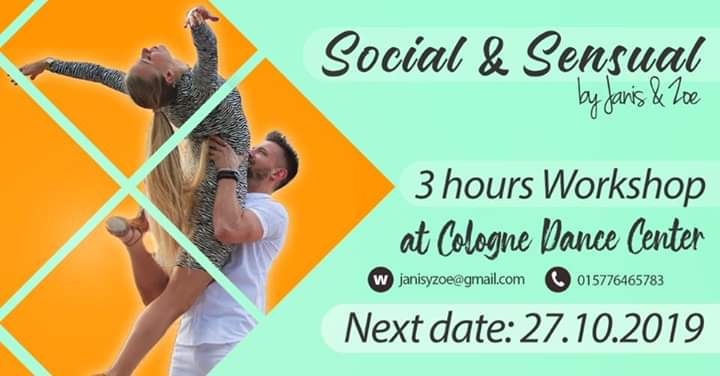 Social & Sensual
by Janis & Zoe
3 hours Workshop
at Cologne Dance Center
W janisyzoe@gmail.com 015776465783
Next date: 27.10.2019